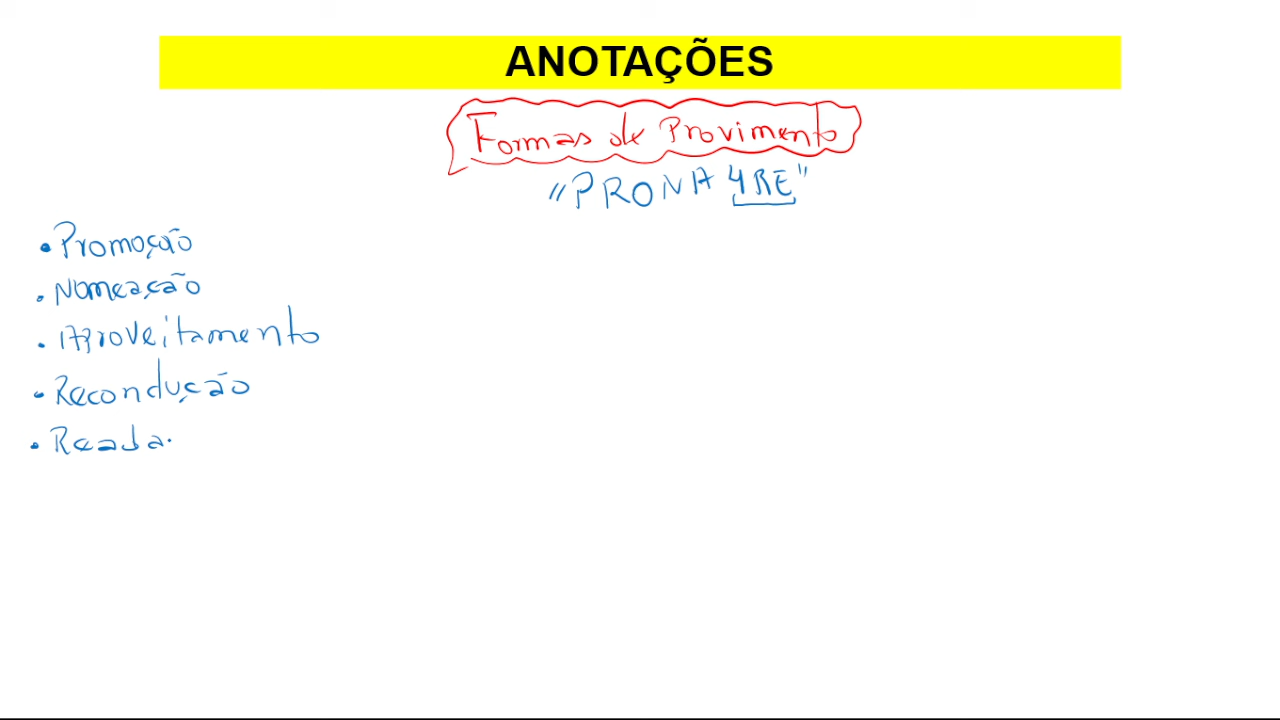 ANOTAÇÕES
Formas de Provimento
"PRONA 4RE"
• Promoção
• Nomeação
• Aproveitamento
• Recondução
• Reada